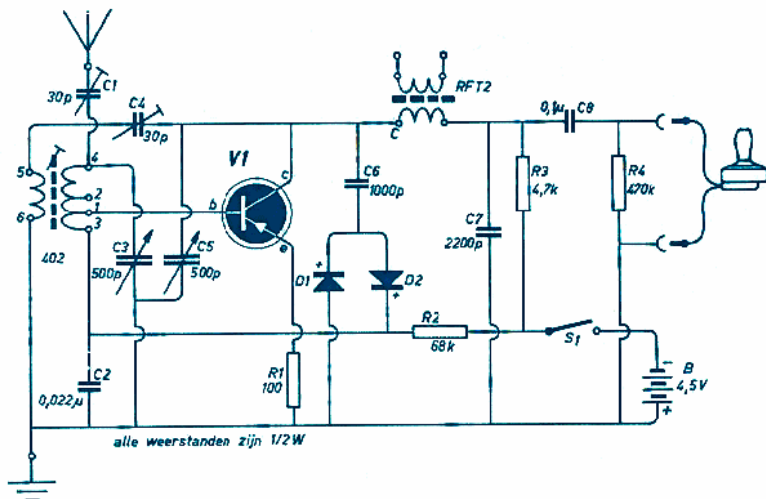 C1
30p
C4
30p
RFT2
0,1µ C8
5
4
2
1
3
6
402
V1
c
b
e
C6
1000p
C
R3
4,7k
R4
470k
C7
2200p
C3
500p
C5
500p
+
D1
D2
+
R2
68k
S1
B
4,5V
−
+
C2
0,022µ
R1
100
alle weerstanden zijn 1/2W